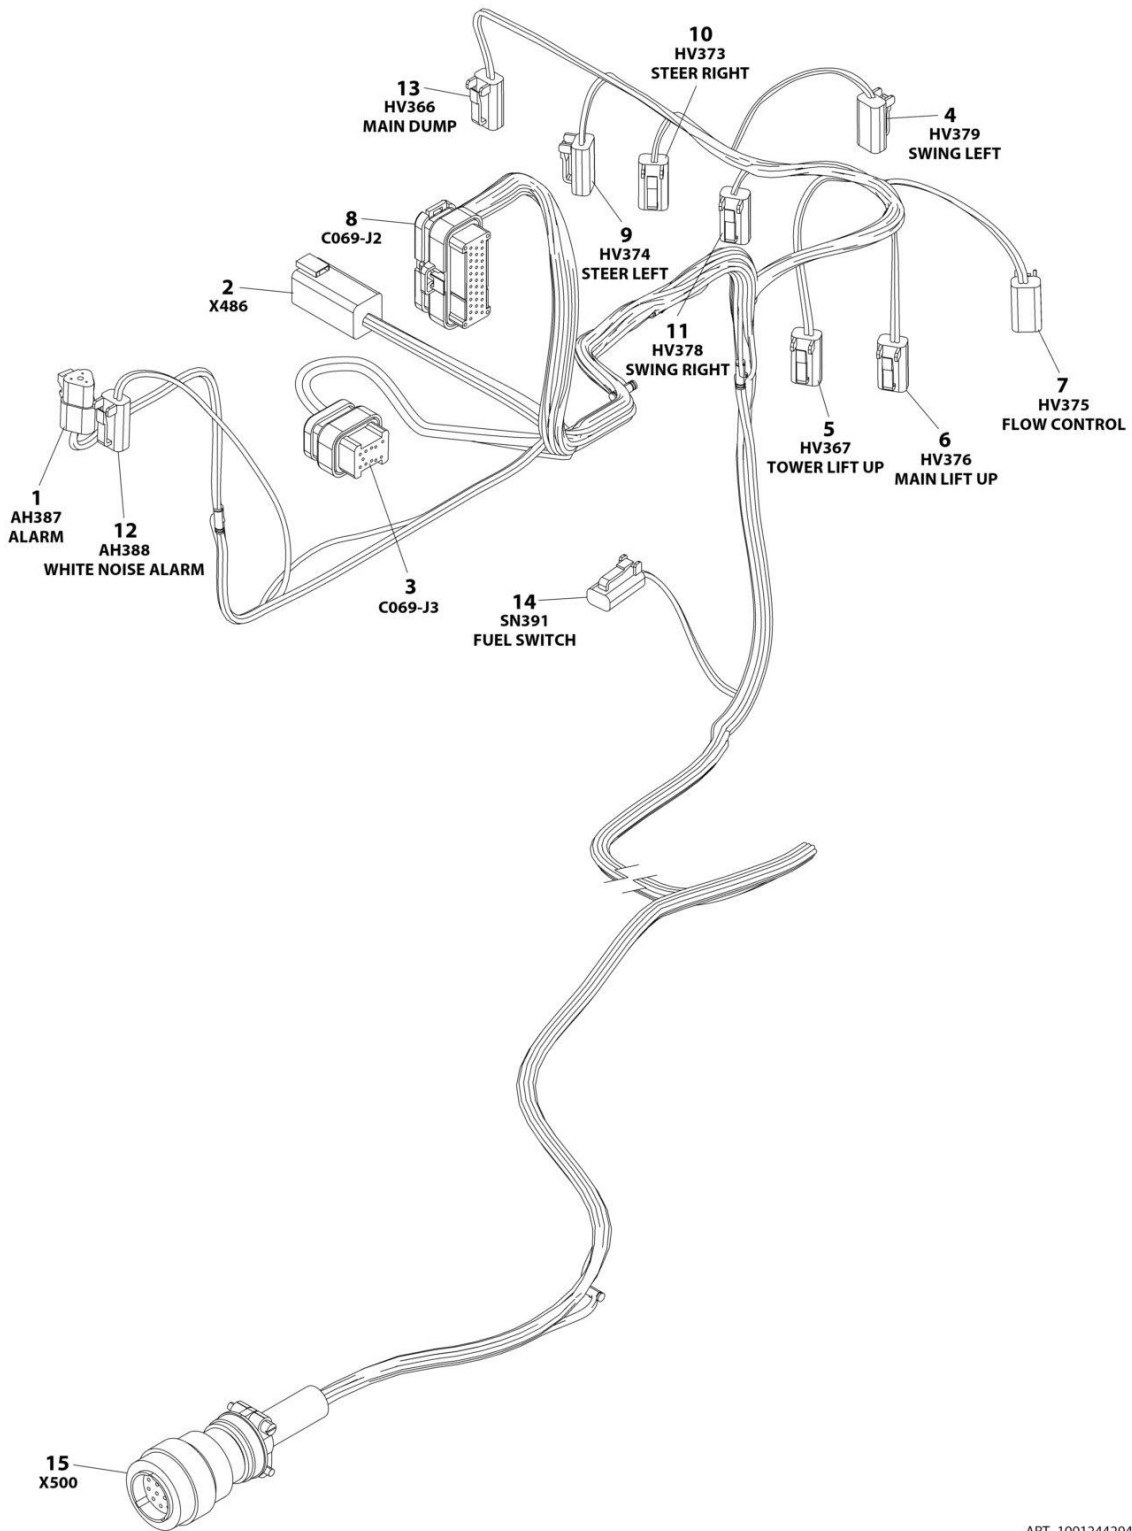 10
HV373
STEER RIGHT
13
HV366
MAIN DUMP
4
HV379
SWING LEFT
8
C069-J2
9
HV374
STEER LEFT
2
X486
11
HV378
SWING RIGHT
7
HV375
FLOW CONTROL
5
HV367
TOWER LIFT UP
6
HV376
MAIN LIFT UP
1
AH387
ALARM
12
AH388
WHITE NOISE ALARM
3
C069-J3
14
SN391
FUEL SWITCH
15
X500